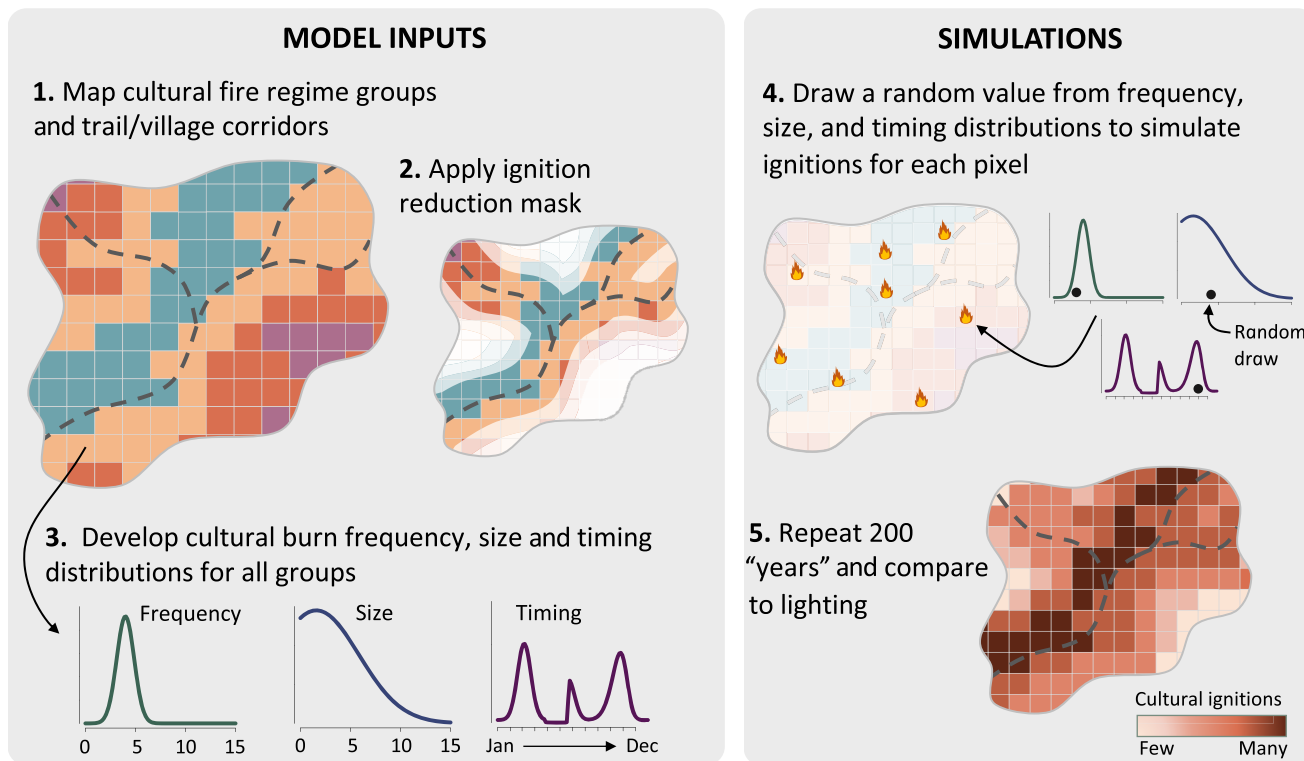 MODEL INPUTS
1. Map cultural fire regime groups
and trail/village corridors
2. Apply ignition
reduction mask
3. Develop cultural burn frequency, size and timing
distributions for all groups
Frequency
0 5 10 15
Size
0 5 10 15
Timing
Jan Dec
SIMULATIONS
4. Draw a random value from frequency,
size, and timing distributions to simulate
ignitions for each pixel
Random
draw
5. Repeat 200
“years” and compare
to lighting
Cultural ignitions
Few Many